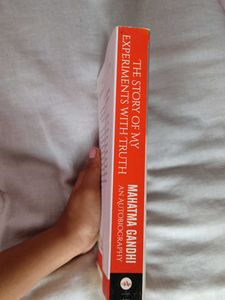 THE STORY OF MY
EXPERIMENTS WITH TRUTH
MAHATMA GANDHI
AN AUTOBIOGRAPHY